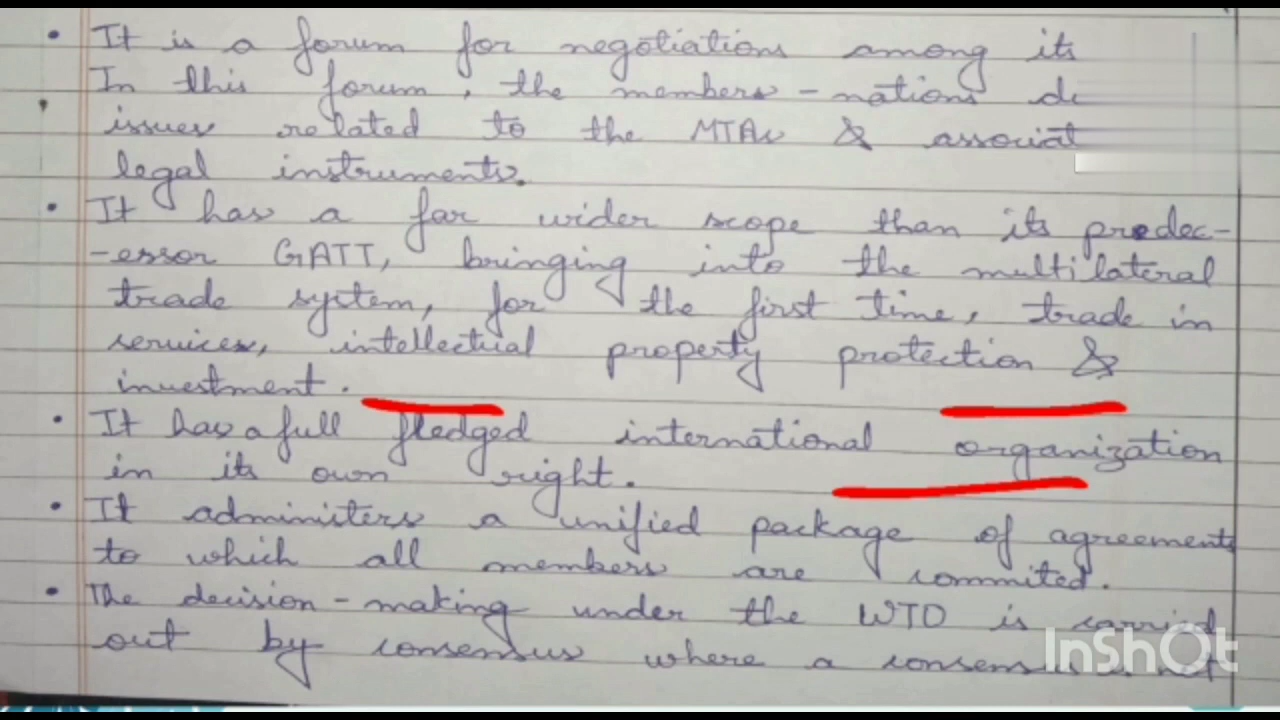 • It is a forum for negotiations among its
In this forum, the members-nations d
issues related to the MTAs & associat
legal instruments.
• It has a far wider scope than its predec-
-essor GATT, bringing into the multilateral
trade system, for the first time, trade in
services, intellectual property protection &
investment.
• It has a full fledged international organization
in its own right.
• It administers a unified package of agreements
to which all members are commited.
• The decision-making under the WTO is carried
out by consensus where a consensus is not
InShOt